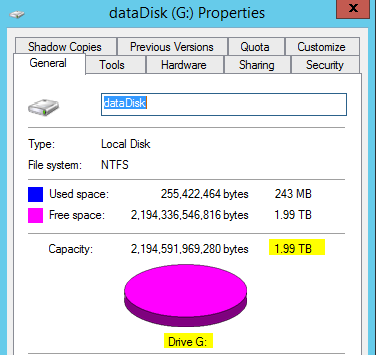 dataDisk (G:) Properties
x
Shadow Copies Previous Versions Quota Customize
General Tools Hardware Sharing Security
dataDisk
Type: Local Disk
File system: NTFS
Used space: 255,422,464 bytes 243 MB
Free space: 2,194,336,546,816 bytes 1.99 TB
Capacity: 2,194,591,969,280 bytes 1.99 TB
Drive G: